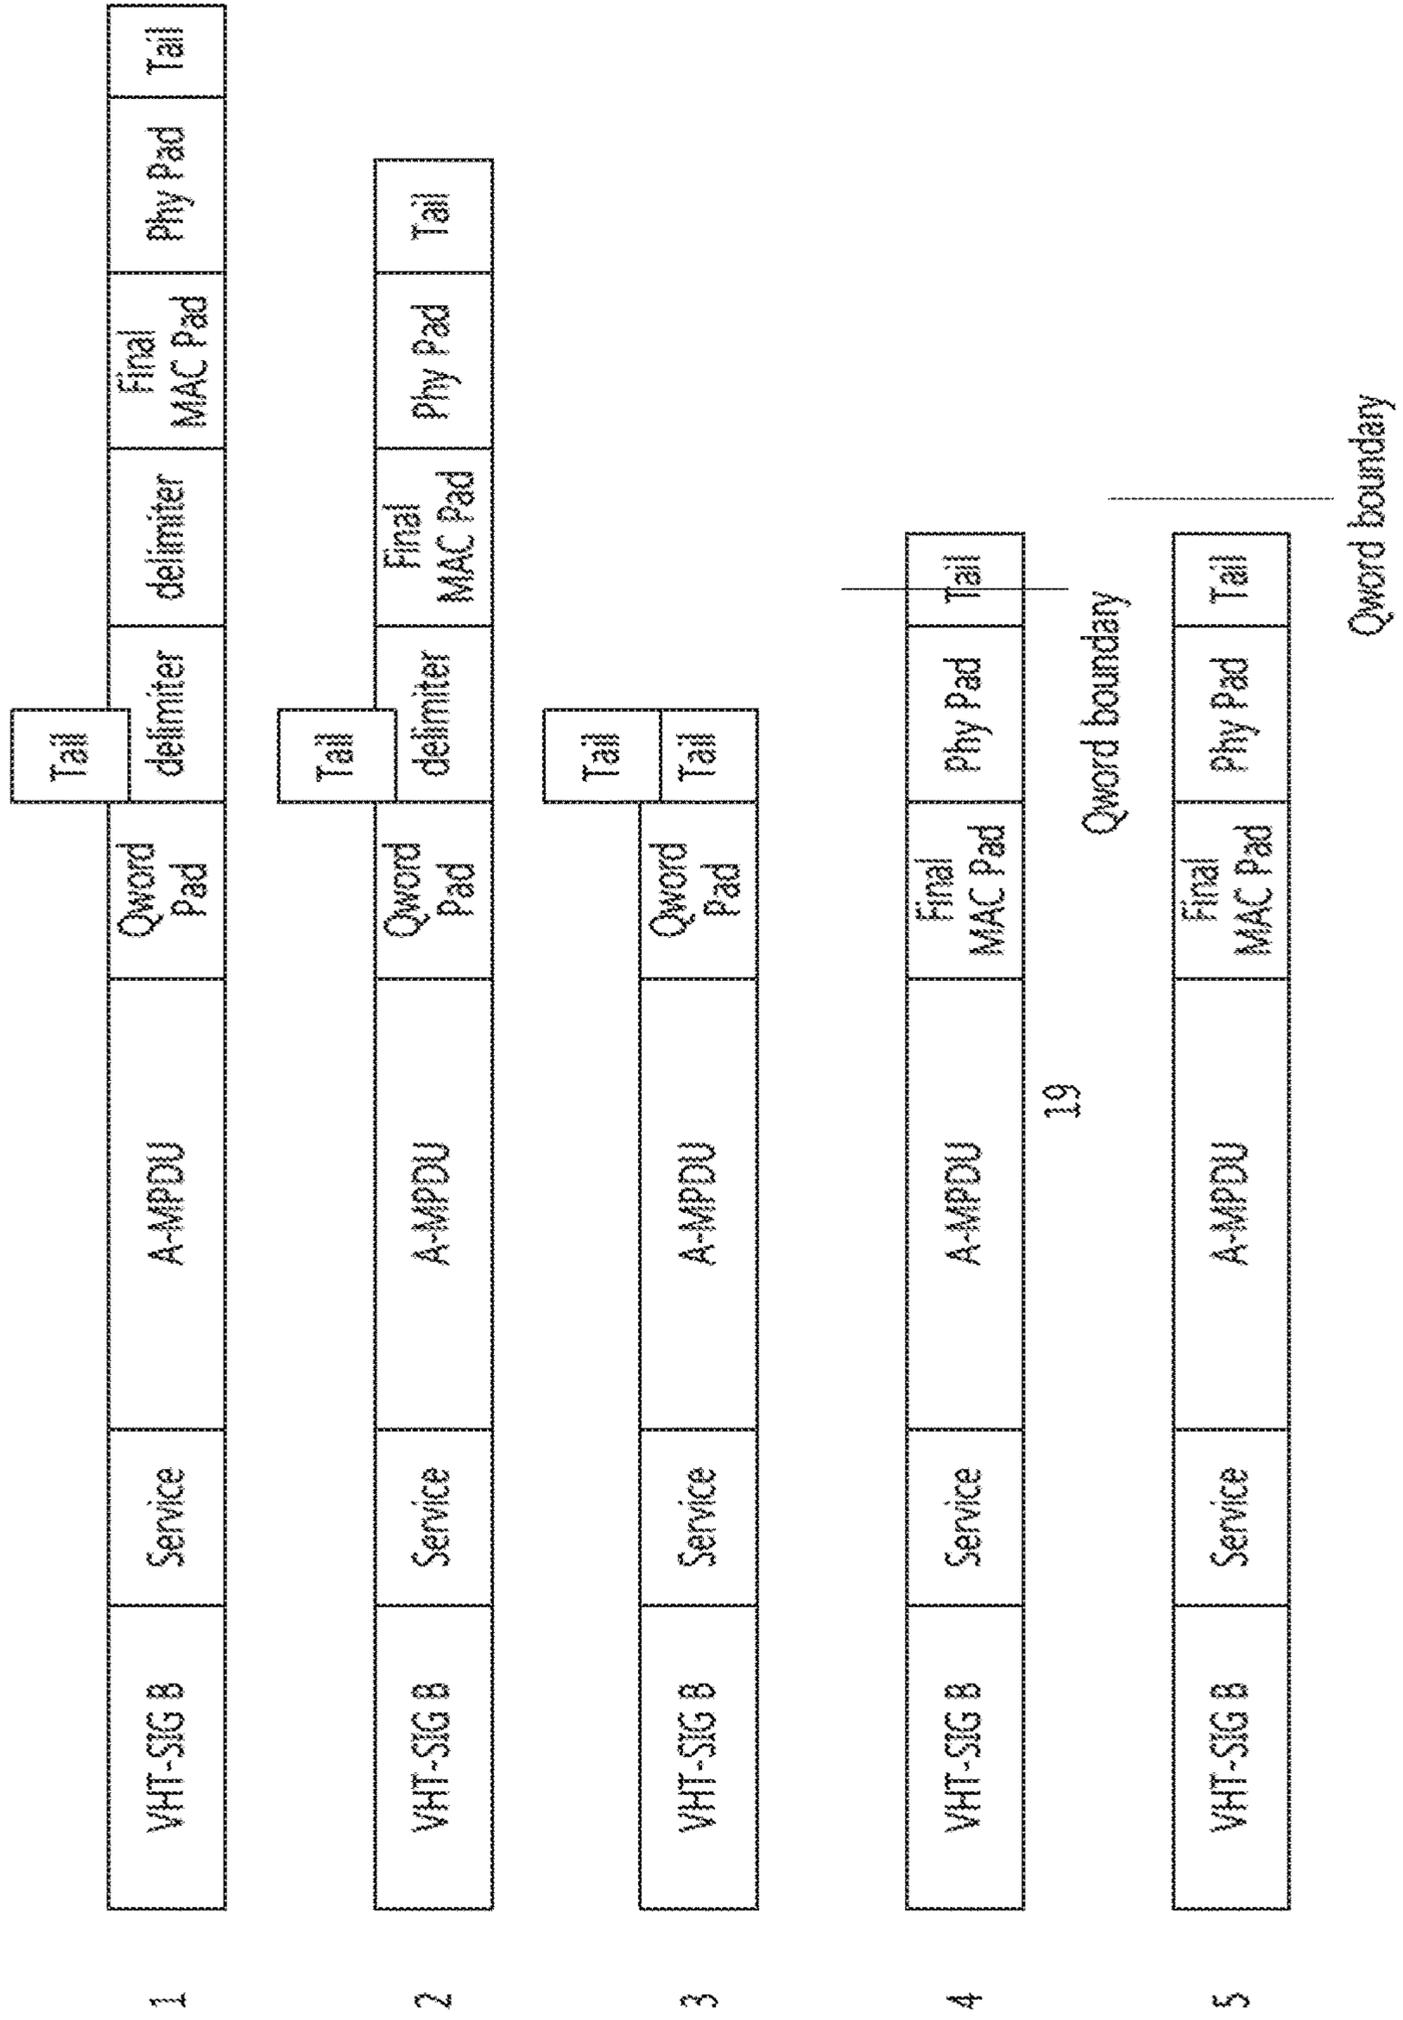 1
VHT-SIG B
Service
A-MPDU
Qword
Pad
Tail
delimiter
delimiter
Final
MAC Pad
Phy Pad
Tail
2
VHT-SIG B
Service
A-MPDU
Qword
Pad
Tail
delimiter
Final
MAC Pad
Phy Pad
Tail
3
VHT-SIG B
Service
A-MPDU
Qword
Pad
Tail
Tail
4
VHT-SIG B
Service
A-MPDU
Final
MAC Pad
Phy Pad
Tail
19
Qword boundary
5
VHT-SIG B
Service
A-MPDU
Final
MAC Pad
Phy Pad
Tail
Qword boundary